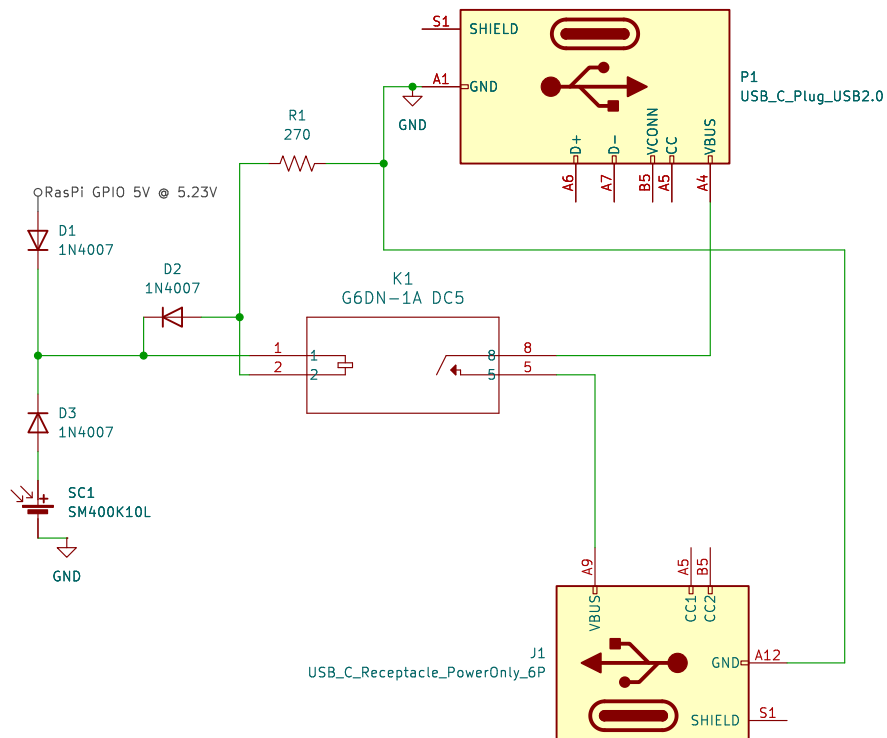 S1
SHIELD
A1
GND
GND
P1
USB_C_Plug_USB2.0
D+
D-
VCONN
CC
VBUS
A6
A7
B5
A5
A4
R1
270
RasPi GPIO 5V @ 5.23V
D1
1N4007
D2
1N4007
K1
G6DN-1A DC5
1
1
8
8
2
2
5
5
D3
1N4007
SC1
SM400K10L
GND
A9
A5
B5
VBUS
CC1
CC2
J1
USB_C_Receptacle_PowerOnly_6P
GND
A12
SHIELD
S1